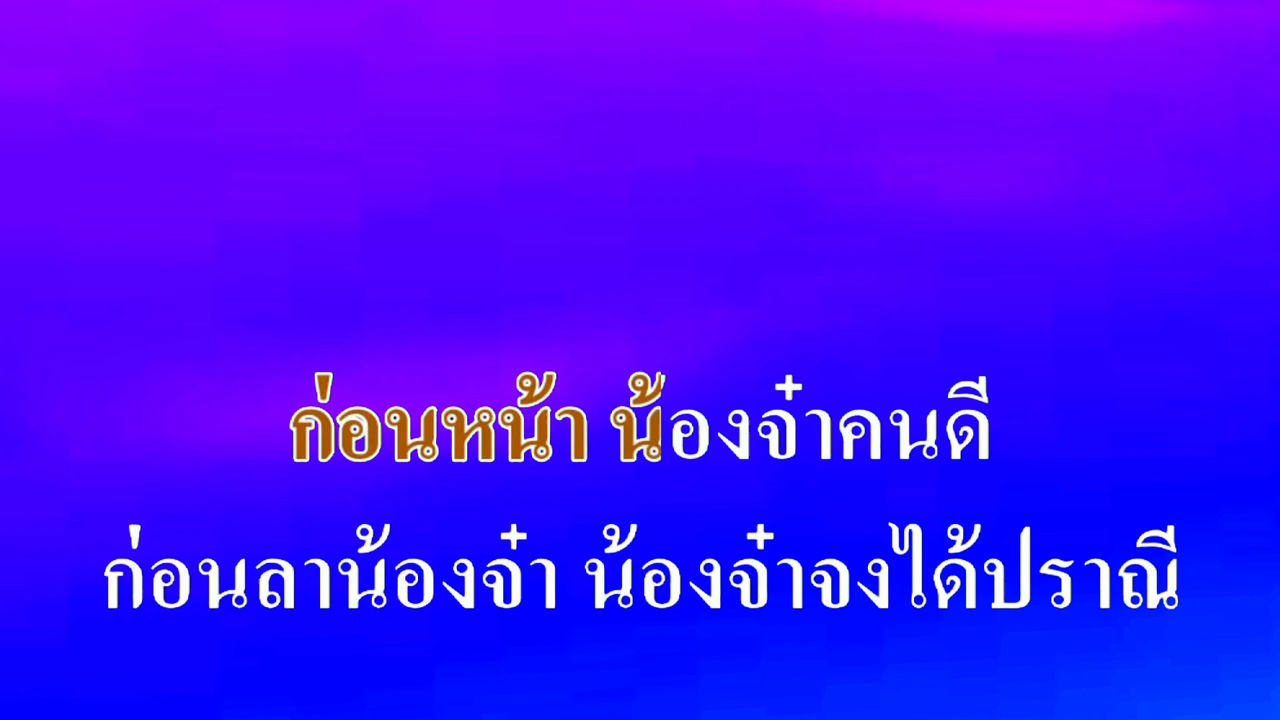 ก่อนหน้า น้องจ๋าคนดี
ก่อนลาน้องจ๋า น้องจ๋าจงได้ปราณี